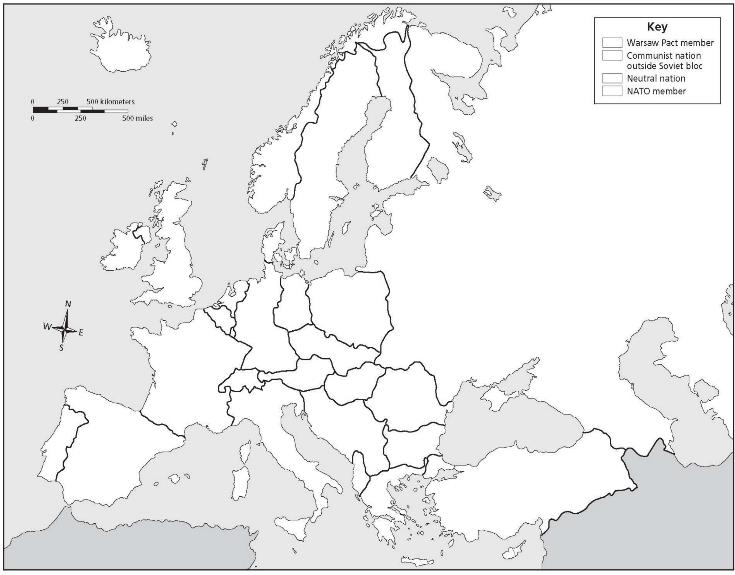 Key
Warsaw Pact member
Communist nation
outside Soviet bloc
Neutral nation
NATO member
0 250 500 kilometers
0 250 500 miles
N
W E
S